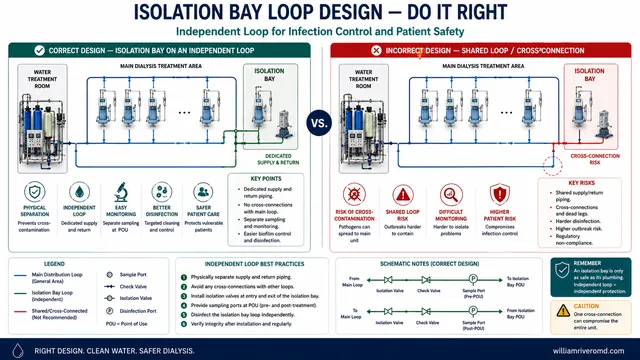 ISOLATION BAY LOOP DESIGN — DO IT RIGHT
Independent Loop for Infection Control and Patient Safety
CORRECT DESIGN — ISOLATION BAY ON AN INDEPENDENT LOOP
WATER
TREATMENT
ROOM
MAIN DIALYSIS TREATMENT AREA
ISOLATION
BAY
DEDICATED
SUPPLY &
RETURN
PHYSICAL
SEPARATION
Prevents cross-
contamination
INDEPENDENT
LOOP
Dedicated supply
and return
EASY
MONITORING
Separate sampling
at POU
BETTER
DISINFECTION
Targeted cleaning
and control
SAFER
PATIENT CARE
Protects vulnerable
patients
KEY POINTS
• Dedicated supply and
return piping.
• No cross-connections
with main loop.
• Separate sampling
and monitoring.
• Easier biofilm control
and disinfection.
VS.
INCORRECT DESIGN — SHARED LOOP / CROSS*CONNECTION
WATER
TREATMENT
ROOM
MAIN DIALYSIS TREATMENT AREA
ISOLATION
BAY
CROSS-CONNECTION
RISK
RISK OF CROSS-
CONTAMINATION
Pathogens can
spread to main
unit
SHARED LOOP
RISK
Outbreaks harder
to contain
DIFFICULT
MONITORING
Harder to isolate
problems
HIGHER
PATIENT RISK
Compromises
infection control
KEY RISKS
• Shared supply/return
piping.
• Cross-connections
and dead legs.
• Harder disinfection.
• Higher outbreak risk.
• Regulatory
non-compliance.
LEGEND
Main Distribution Loop
(General Area)
Isolation Bay Loop
(Independent)
Shared/Cross-Connected
(Not Recommended)
Sample Port
Check Valve
Isolation Valve
P Disinfection Port
POU = Point of Use
INDEPENDENT LOOP BEST PRACTICES
1 Physically separate supply and return piping.
2 Avoid any cross-connections with other loops.
3 Install isolation valves at entry and exit of the isolation bay.
4 Provide sampling ports at POU (pre- and post-treatment).
5 Disinfect the isolation bay loop independently.
6 Verify integrity after installation and regularly.
SCHEMATIC NOTES (CORRECT DESIGN)
From
Main Loop
Isolation Valve
Check Valve
P
Sample Port
(Pre-POU)
To Isolation
Bay POU
To
Main Loop
Isolation Valve
Check Valve
P
Sample Port
(Post-POU)
From Isolation
Bay POU
REMEMBER
An isolation bay is only
as safe as its plumbing.
Independent loop =
independent protection.
CAUTION
One cross-connection
can compromise the
entire unit.
RIGHT DESIGN. CLEAN WATER. SAFER DIALYSIS.
williamriveromd.com